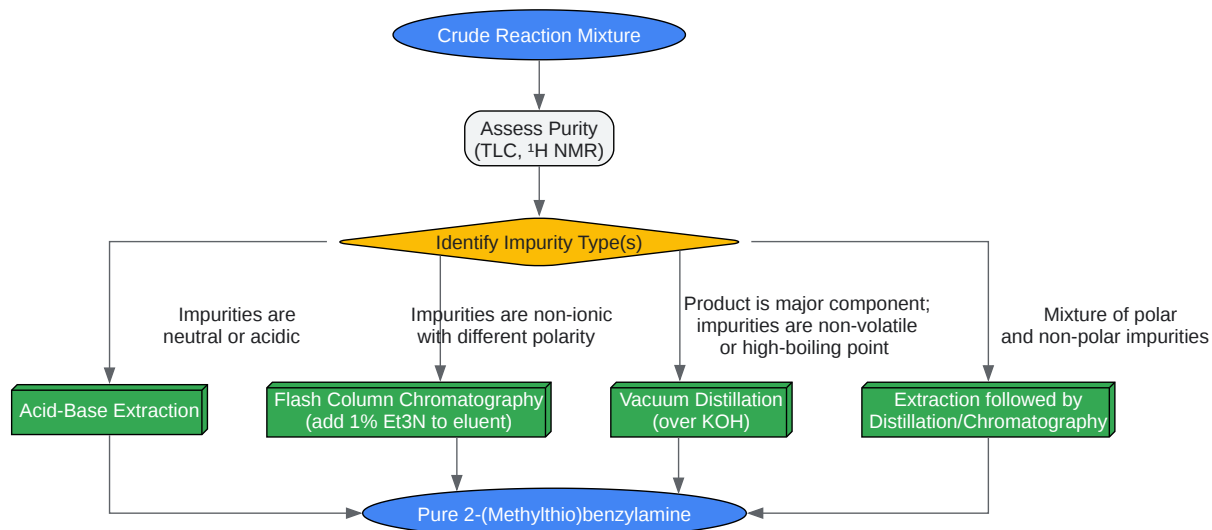 Crude Reaction Mixture
Assess Purity
(TLC, ¹H NMR)
Identify Impurity Type(s)
Impurities are
neutral or acidic
Impurities are non-ionic
with different polarity
Product is major component;
impurities are non-volatile
or high-boiling point
Mixture of polar
and non-polar impurities
Acid-Base Extraction
Flash Column Chromatography
(add 1% Et3N to eluent)
Vacuum Distillation
(over KOH)
Extraction followed by
Distillation/Chromatography
Pure 2-(Methylthio)benzylamine